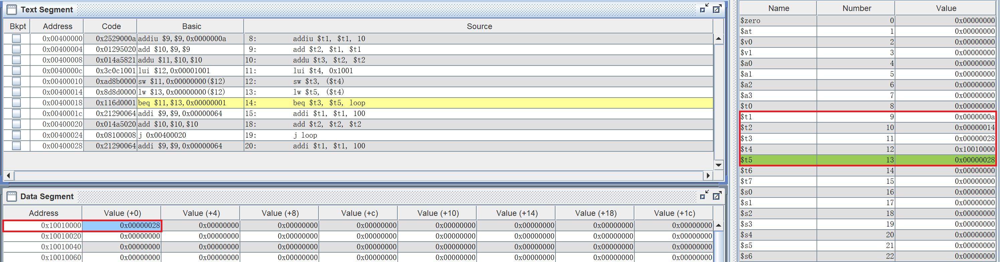 Text Segment
Bkpt Address Code Basic Source
0x00400000 0x2529000a addiu $9,$9,0x0000000a 8: addiu $t1, $t1, 10
0x00400004 0x01295020 add $10,$9,$9 9: add $t2, $t1, $t1
0x00400008 0x014a5821 addu $11,$10,$10 10: addu $t3, $t2, $t2
0x0040000c 0x3c0c1001 lui $12,0x00001001 11: lui $t4, 0x1001
0x00400010 0xad8b0000 sw $11,0x00000000($12) 12: sw $t3, ($t4)
0x00400014 0x8d8d0000 lw $13,0x00000000($12) 13: lw $t5, ($t4)
0x00400018 0x116d0001 beq $11,$13,0x00000001 14: beq $t3, $t5, loop
0x0040001c 0x21290064 addi $9,$9,0x00000064 15: addi $t1, $t1, 100
0x00400020 0x014a5020 add $10,$10,$10 18: add $t2, $t2, $t2
0x00400024 0x08100008 j 0x00400020 19: j loop
0x00400028 0x21290064 addi $9,$9,0x00000064 20: addi $t1, $t1, 100
Data Segment
Address Value (+0) Value (+4) Value (+8) Value (+c) Value (+10) Value (+14) Value (+18) Value (+1c)
0x10010000 0x00000028 0x00000000 0x00000000 0x00000000 0x00000000 0x00000000 0x00000000 0x00000000
0x10010020 0x00000000 0x00000000 0x00000000 0x00000000 0x00000000 0x00000000 0x00000000 0x00000000
0x10010040 0x00000000 0x00000000 0x00000000 0x00000000 0x00000000 0x00000000 0x00000000 0x00000000
0x10010060 0x00000000 0x00000000 0x00000000 0x00000000 0x00000000 0x00000000 0x00000000 0x00000000
Name Number Value
$zero 0 0x00000000
$at 1 0x00000000
$v0 2 0x00000000
$v1 3 0x00000000
$a0 4 0x00000000
$a1 5 0x00000000
$a2 6 0x00000000
$a3 7 0x00000000
$t0 8 0x00000000
$t1 9 0x0000000a
$t2 10 0x00000014
$t3 11 0x00000028
$t4 12 0x10010000
$t5 13 0x00000028
$t6 14 0x00000000
$t7 15 0x00000000
$s0 16 0x00000000
$s1 17 0x00000000
$s2 18 0x00000000
$s3 19 0x00000000
$s4 20 0x00000000
$s5 21 0x00000000
$s6 22 0x00000000